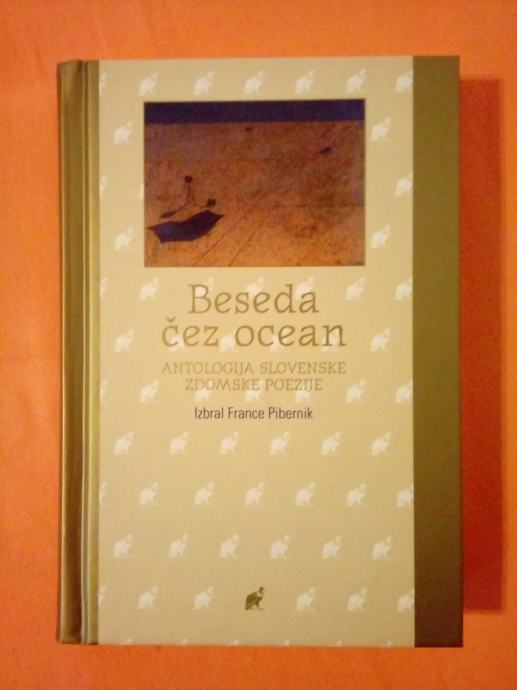 Beseda
čez ocean
ANTOLOGIJA SLOVENSKE
ZDOMSKE POEZIJE
Izbral France Pibernik